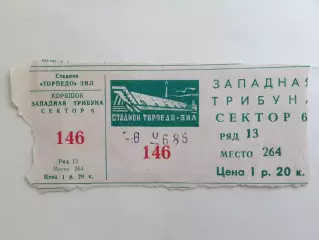 Стадион
«ТОРПЕДО» ЗИЛ
КОРЕШОК
ЗАПАДНАЯ ТРИБУНА
СЕКТОР 6
146
Ряд 13
Место 264
Цена 1 р. 20 к.
СТАДИОН ТОРПЕДО-ЗИЛ
146
ЗАПАДНАЯ
ТРИБУНА
СЕКТОР 6
РЯД 13
МЕСТО 264
Цена 1 р. 20 к.